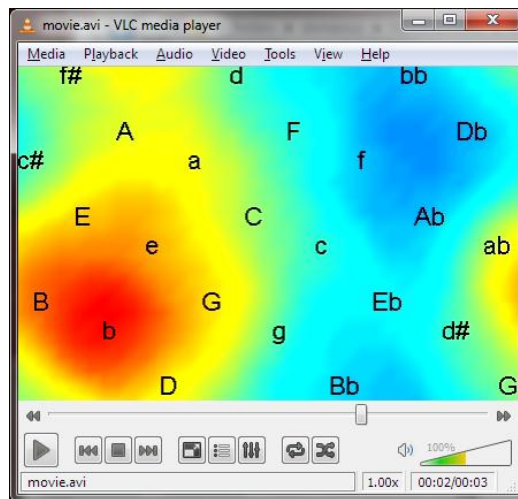 movie.avi - VLC media player
Media Playback Audio Video Tools View Help
f# d bb
A F Db
c# a f
E C Ab
e c ab
B G Eb
b g d#
D Bb G
100%
movie.avi 1.00x 00:02/00:03